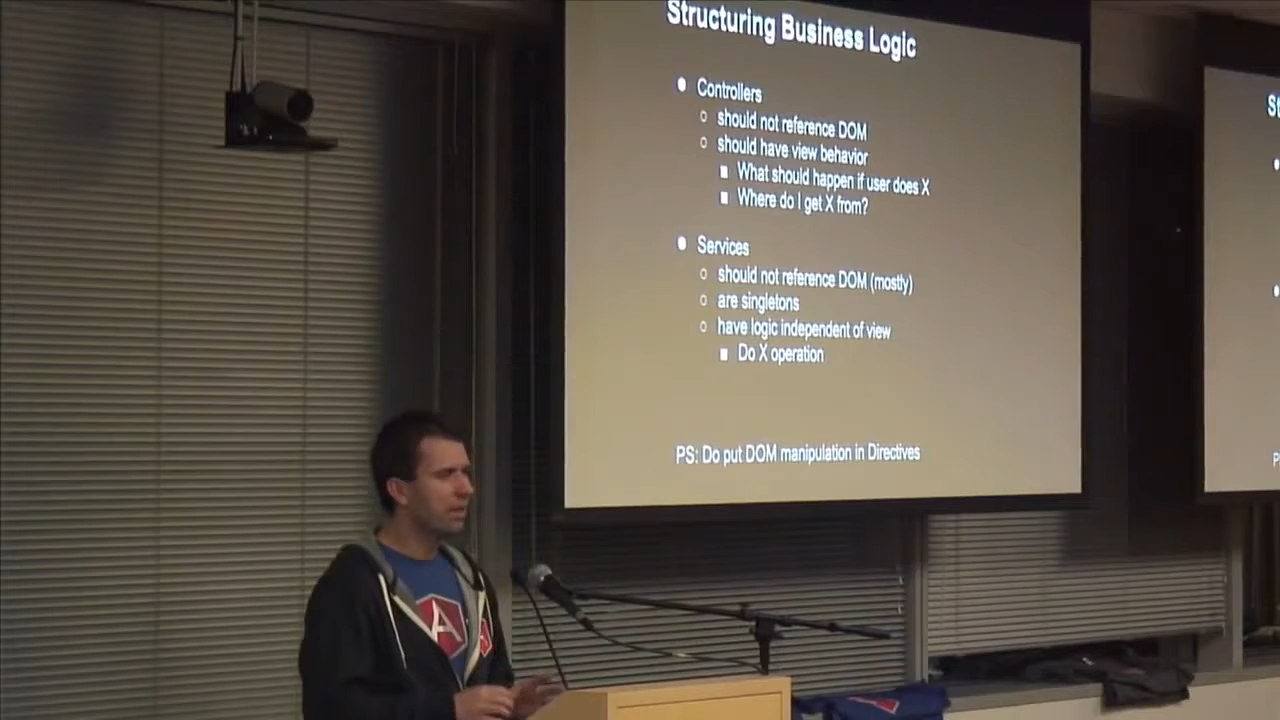 Structuring Business Logic
● Controllers
○ should not reference DOM
○ should have view behavior
■ What should happen if user does X
■ Where do I get X from?
● Services
○ should not reference DOM (mostly)
○ are singletons
○ have logic independent of view
■ Do X operation
PS: Do put DOM manipulation in Directives
St
P
A